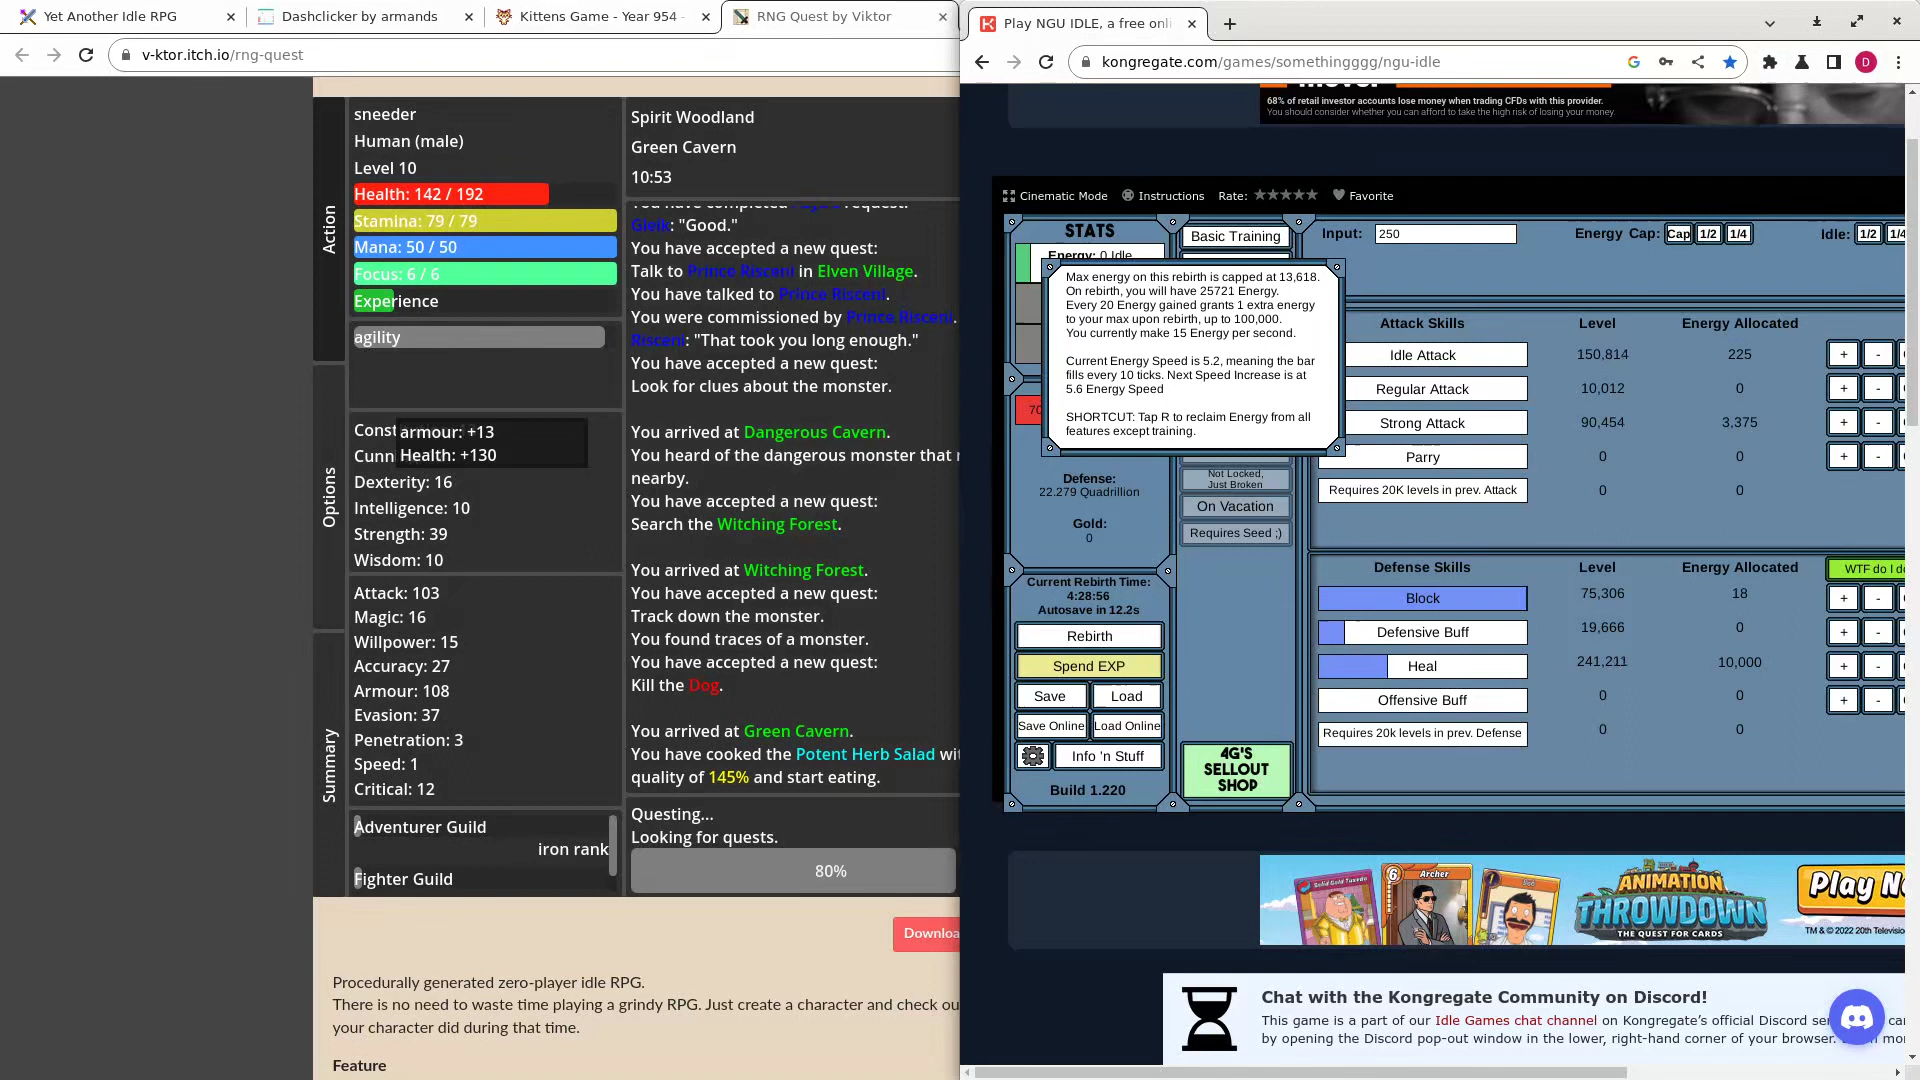 Yet Another Idle RPG
Dashclicker by armands
Kittens Game - Year 954 -
RNG Quest by Viktor
v-ktor.itch.io/rng-quest
Action
Options
Summary
sneeder
Human (male)
Level 10
Health: 142 / 192
Stamina: 79 / 79
Mana: 50 / 50
Focus: 6 / 6
Experience
agility
armour: +13
Health: +130
Dexterity: 16
Intelligence: 10
Strength: 39
Wisdom: 10
Attack: 103
Magic: 16
Willpower: 15
Accuracy: 27
Armour: 108
Evasion: 37
Penetration: 3
Speed: 1
Critical: 12
Adventurer Guild
iron rank
Fighter Guild
Spirit Woodland
Green Cavern
10:53
"Good."
You have accepted a new quest:
Talk to Prince Risceni in Elven Village.
You have talked to Prince Risceni.
You were commissioned by Prince Risceni.
Risceni: "That took you long enough."
You have accepted a new quest:
Look for clues about the monster.
You arrived at Dangerous Cavern.
You heard of the dangerous monster that
nearby.
You have accepted a new quest:
Search the Witching Forest.
You arrived at Witching Forest.
You have accepted a new quest:
Track down the monster.
You found traces of a monster.
You have accepted a new quest:
Kill the Dog.
You arrived at Green Cavern.
You have cooked the Potent Herb Salad
quality of 145% and start eating.
Questing...
Looking for quests.
80%
Procedurally generated zero-player idle RPG.
There is no need to waste time playing a grindy RPG. Just create a character and check
your character did during that time.
Feature
Play NGU IDLE, a free onl
kongregate.com/games/somethingggg/ngu-idle
D
68% of retail investor accounts lose money when trading CFDs with this provider.
You should consider whether you can afford to take the high risk of losing your money.
Cinematic Mode
Instructions
Rate:
Favorite
STATS
Energy: 0 Idle
Max energy on this rebirth is capped at 13,618.
On rebirth, you will have 25721 Energy.
Every 20 Energy gained grants 1 extra energy
to your max upon rebirth, up to 100,000.
You currently make 15 Energy per second.
Current Energy Speed is 5.2, meaning the bar
fills every 10 ticks. Next Speed Increase is at
5.6 Energy Speed
SHORTCUT: Tap R to reclaim Energy from all
features except training.
Defense:
22.279 Quadrillion
Gold:
0
Current Rebirth Time:
4:28:56
Autosave in 12.2s
Rebirth
Spend EXP
Save
Load
Save Online
Load Online
Info 'n Stuff
Build 1.220
Basic Training
Not Locked,
Just Broken
On Vacation
Requires Seed ;)
4G'S
SELLOUT
SHOP
Input: 250
Energy Cap: Cap 1/2 1/4
Idle: 1/2
Attack Skills Level Energy Allocated
Idle Attack 150,814 225 + -
Regular Attack 10,012 0 + -
Strong Attack 90,454 3,375 + -
Parry 0 0 + -
Requires 20K levels in prev. Attack 0 0
Defense Skills Level Energy Allocated
WTF do I
Block 75,306 18 + -
Defensive Buff 19,666 0 + -
Heal 241,211 10,000 + -
Offensive Buff 0 0 + -
Requires 20k levels in prev. Defense 0 0
Solid Gold Tuxedo
6
Archer
Bob
ANIMATION
THROWDOWN
THE QUEST FOR CARDS
Play
TM & © 2022 20th
Chat with the Kongregate Community on Discord!
This game is a part of our Idle Games chat channel on Kongregate's official Discord
by opening the Discord pop-out window in the lower, right-hand corner of your browser.